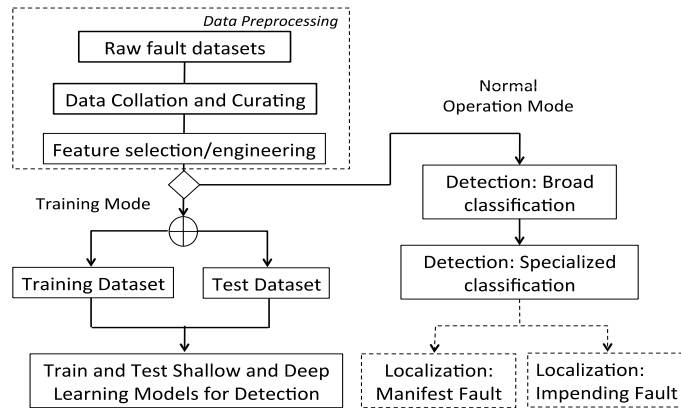 Data Preprocessing
Raw fault datasets
Data Collation and Curating
Feature selection/engineering
Normal
Operation Mode
Training Mode
Detection: Broad
classification
Detection: Specialized
classification
Training Dataset
Test Dataset
Train and Test Shallow and Deep
Learning Models for Detection
Localization:
Manifest Fault
Localization:
Impending Fault